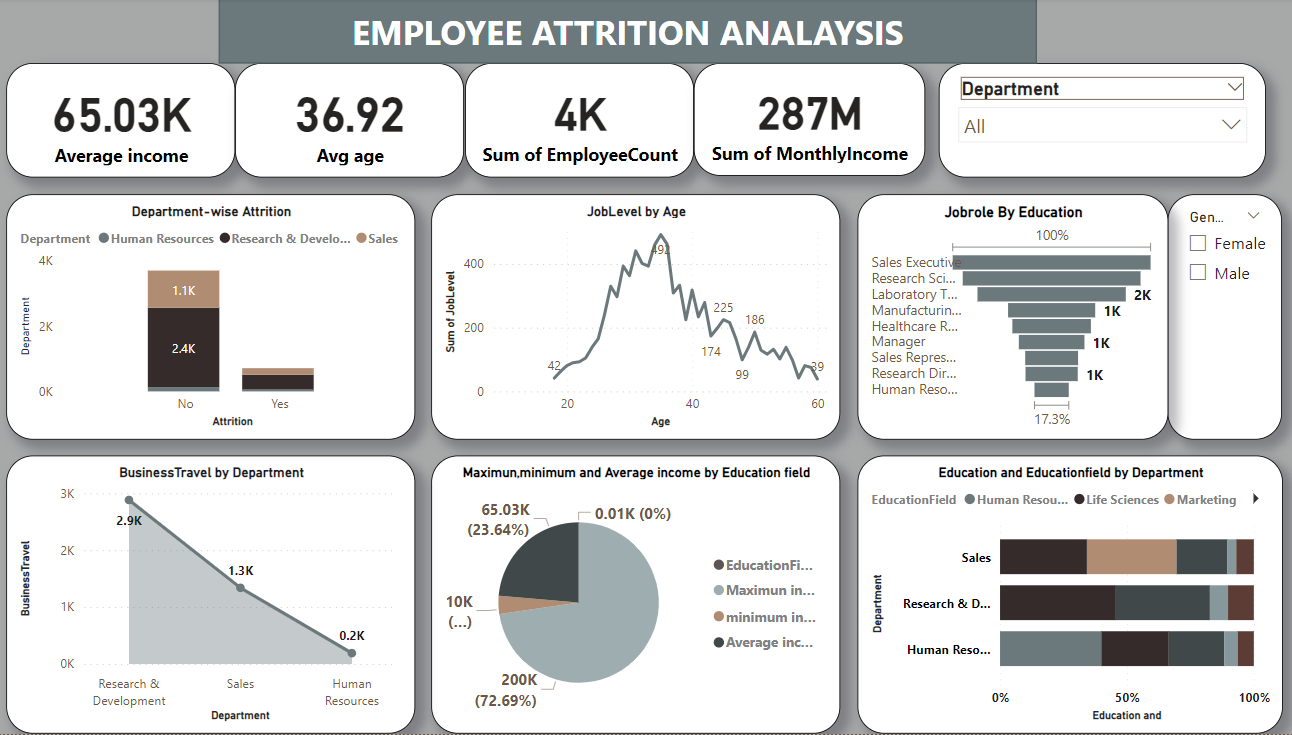 EMPLOYEE ATTRITION ANALAYSIS
65.03K
Average income
36.92
Avg age
4K
Sum of EmployeeCount
287M
Sum of MonthlyIncome
Department
All
Department-wise Attrition
Department Human Resources Research & Develo... Sales
4K
2K
0K
Department
1.1K
2.4K
No Yes
Attrition
JobLevel by Age
Sum of JobLevel
400
200
0
42
492
174
225
99
186
39
20 40 60
Age
Jobrole By Education
100%
Sales Executive
Research Sci...
Laboratory T... 2K
Manufacturin... 1K
Healthcare R...
Manager 1K
Sales Repres...
Research Dir... 1K
Human Reso...
17.3%
Gen...
Female
Male
BusinessTravel by Department
BusinessTravel
3K
2K
1K
0K
2.9K
1.3K
0.2K
Research &
Development
Sales
Human
Resources
Department
Maximun,minimum and Average income by Education field
65.03K
(23.64%)
0.01K (0%)
10K
(...)
200K
(72.69%)
EducationFi...
Maximun in...
minimum in...
Average inc...
Education and Educationfield by Department
EducationField Human Resou... Life Sciences Marketing
Department
Sales
Research & D...
Human Reso...
0% 50% 100%
Education and